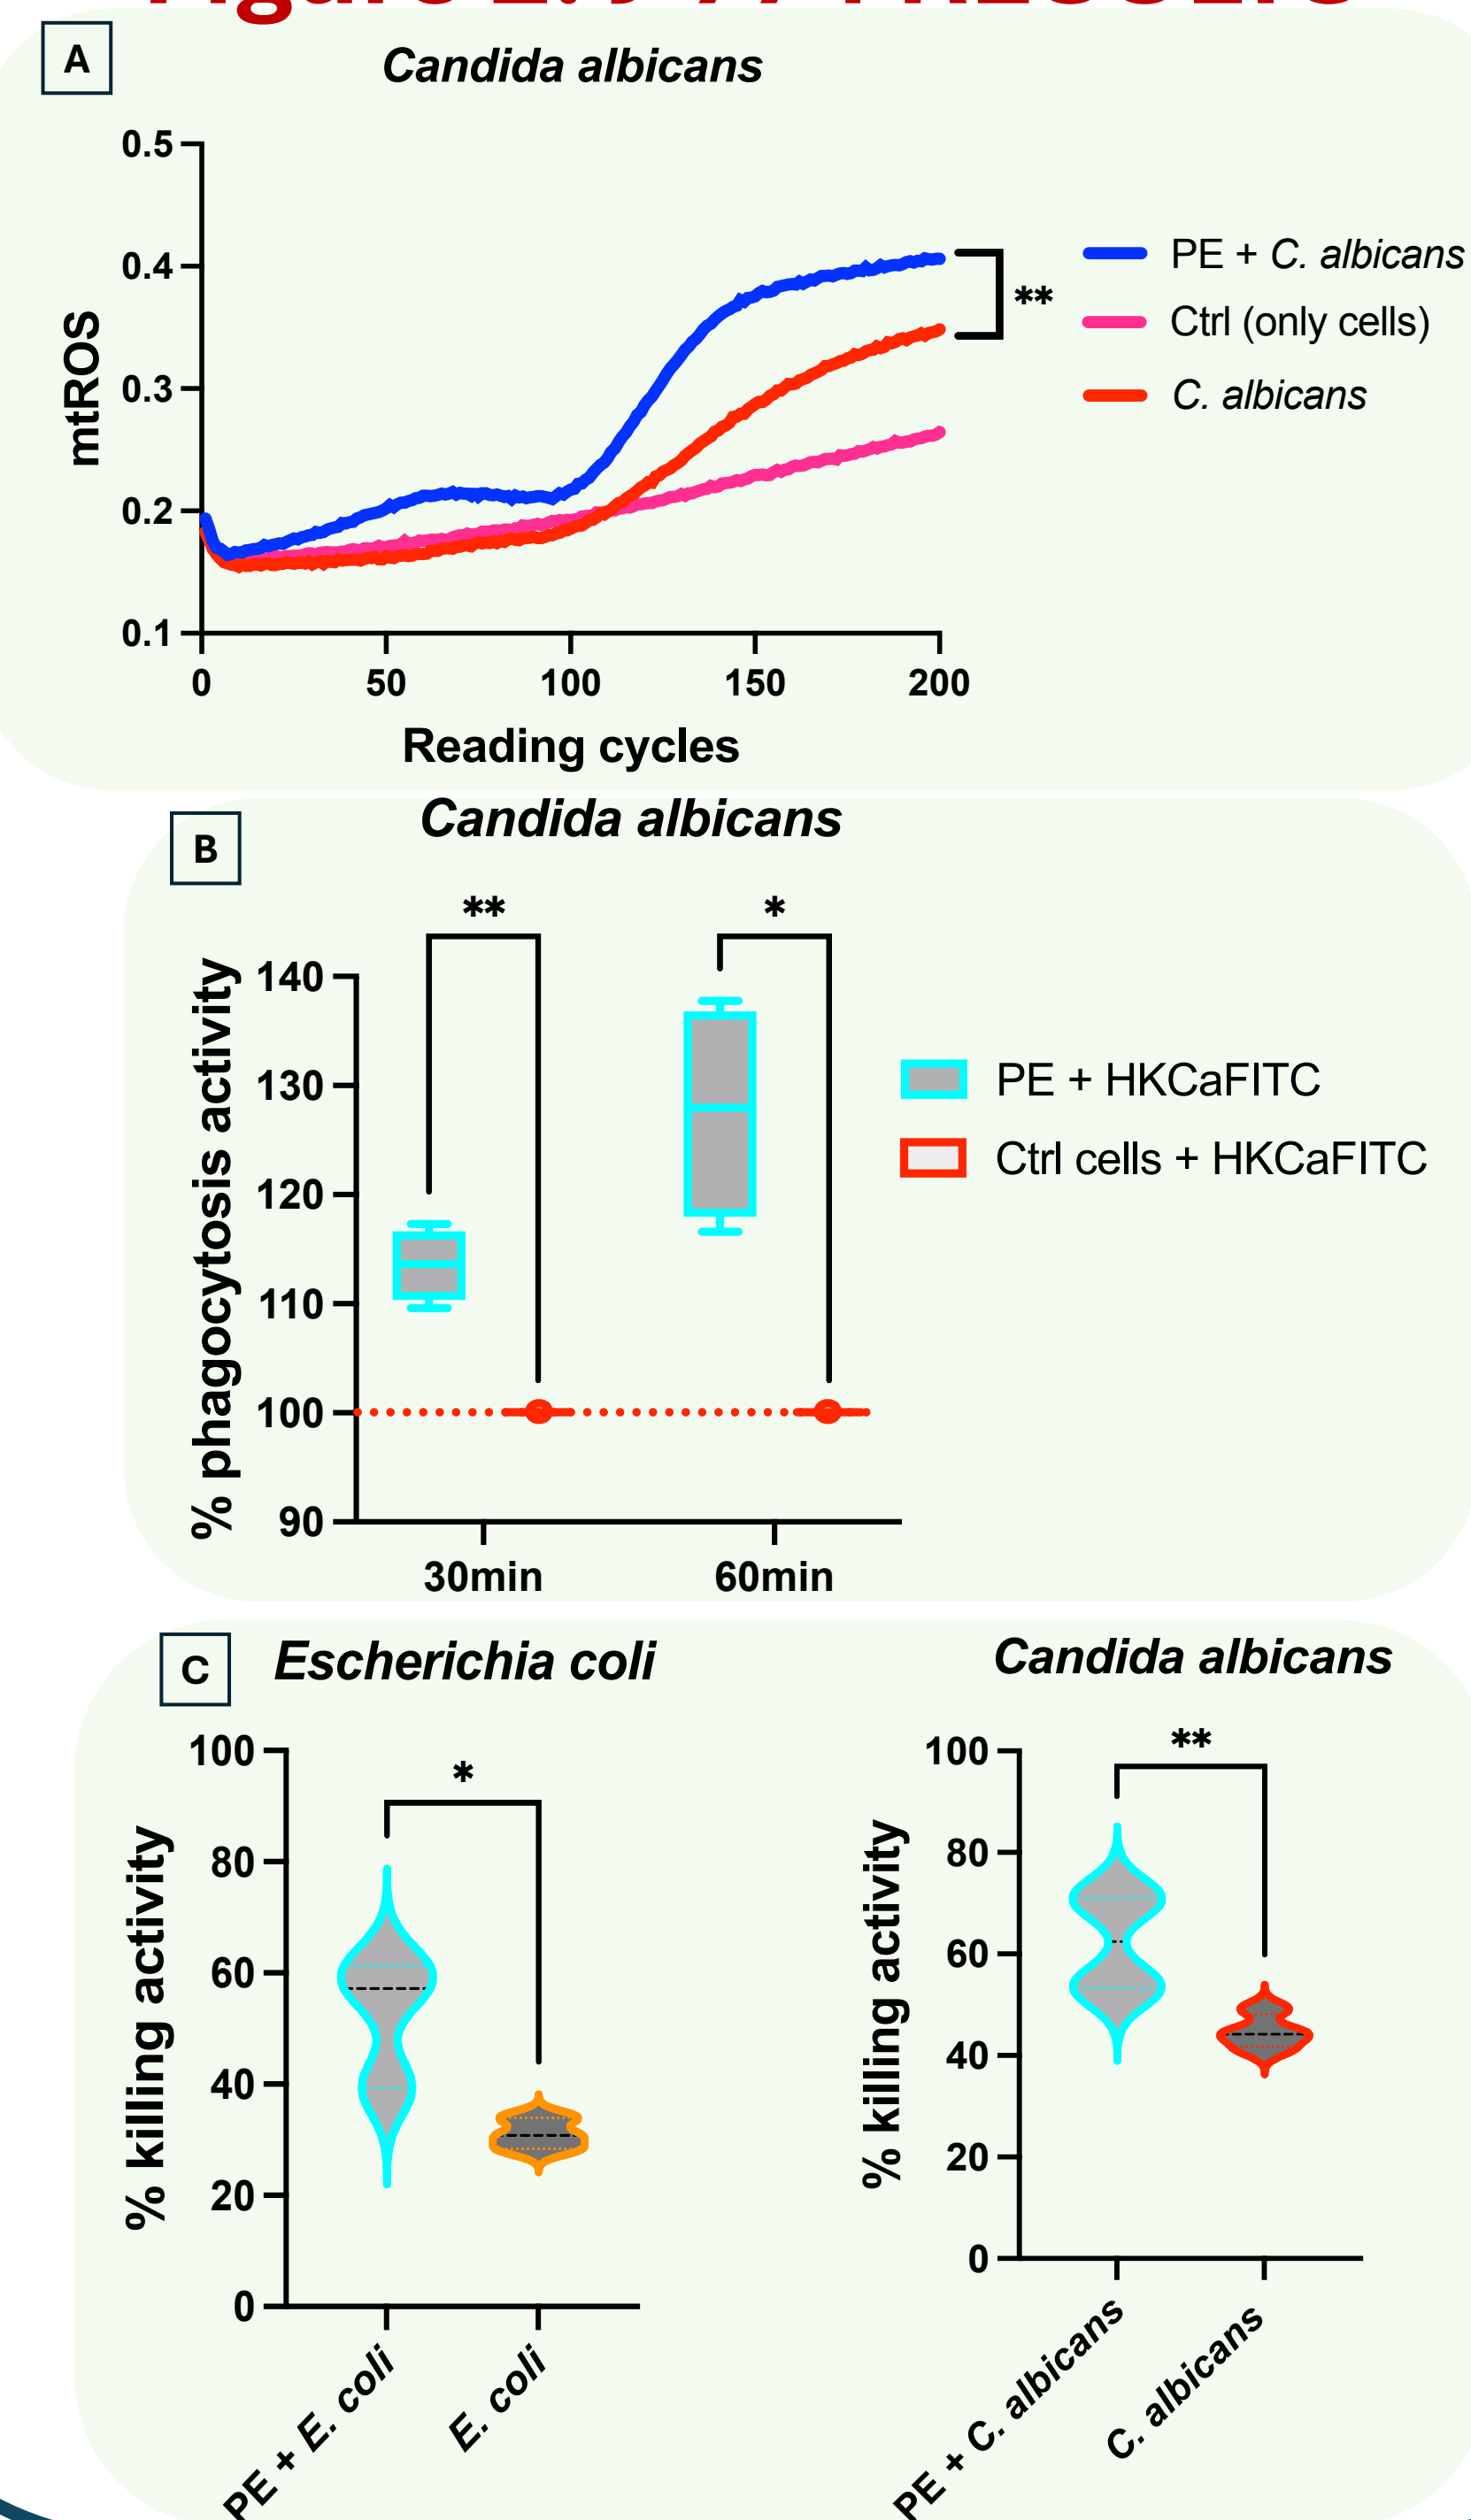 A
Candida albicans
0.5
0.4
0.3
0.2
0.1
mtROS
0
50
100
150
200
Reading cycles
**
PE + C. albicans
Ctrl (only cells)
C. albicans
B
Candida albicans
**
*
140
130
120
110
100
90
% phagocytosis activity
30min
60min
PE + HKCaFITC
Ctrl cells + HKCaFITC
C
Escherichia coli
*
100
80
60
40
20
0
% killing activity
PE + E. coli
E. coli
Candida albicans
**
100
80
60
40
20
0
% killing activity
PE + C. albicans
C. albicans